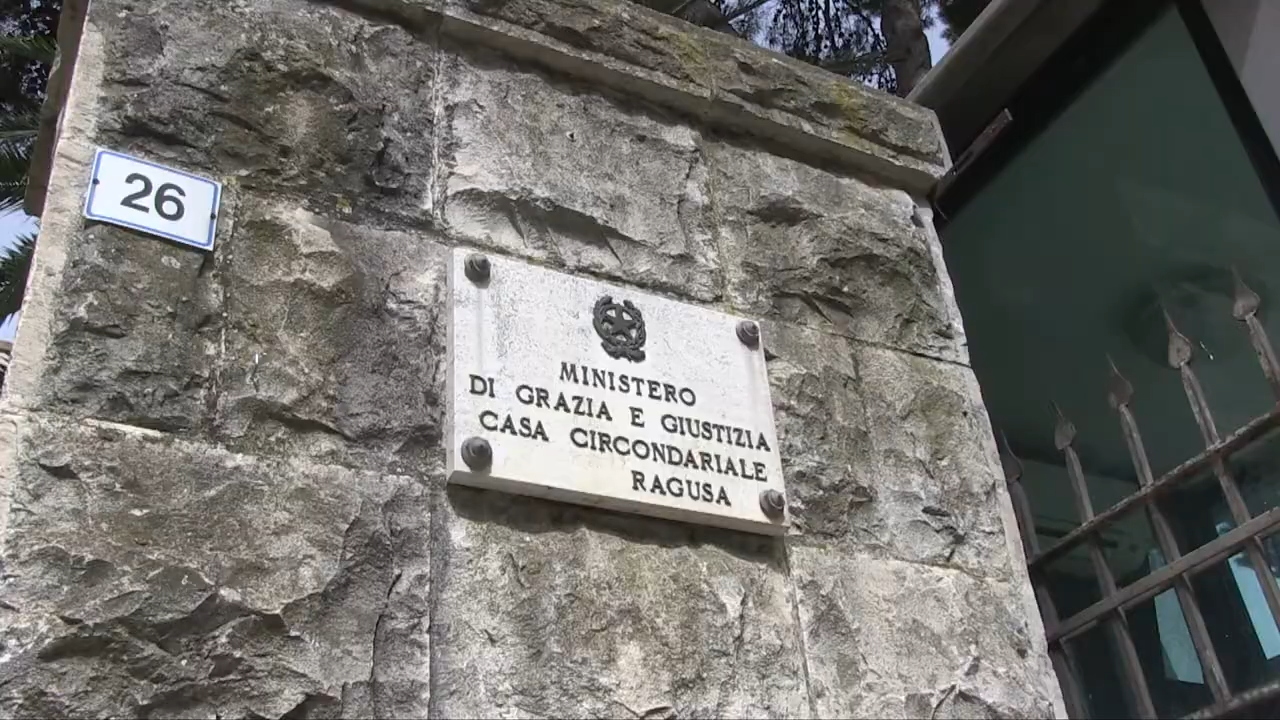 26
MINISTERO
DI GRAZIA E GIUSTIZIA
CASA CIRCONDARIALE
RAGUSA